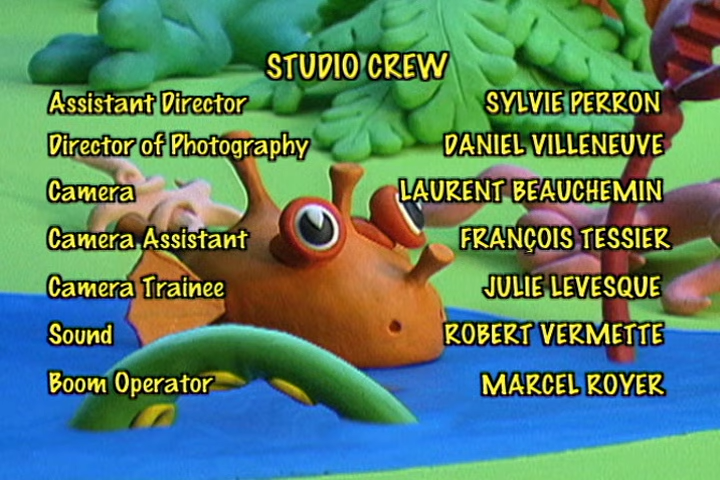 STUDIO CREW
Assistant Director SYLVIE PERRON
Director of Photography DANIEL VILLENEUVE
Camera LAURENT BEAUCHEMIN
Camera Assistant FRANÇOIS TESSIER
Camera Trainee JULIE LEVESQUE
Sound ROBERT VERMETTE
Boom Operator MARCEL ROYER